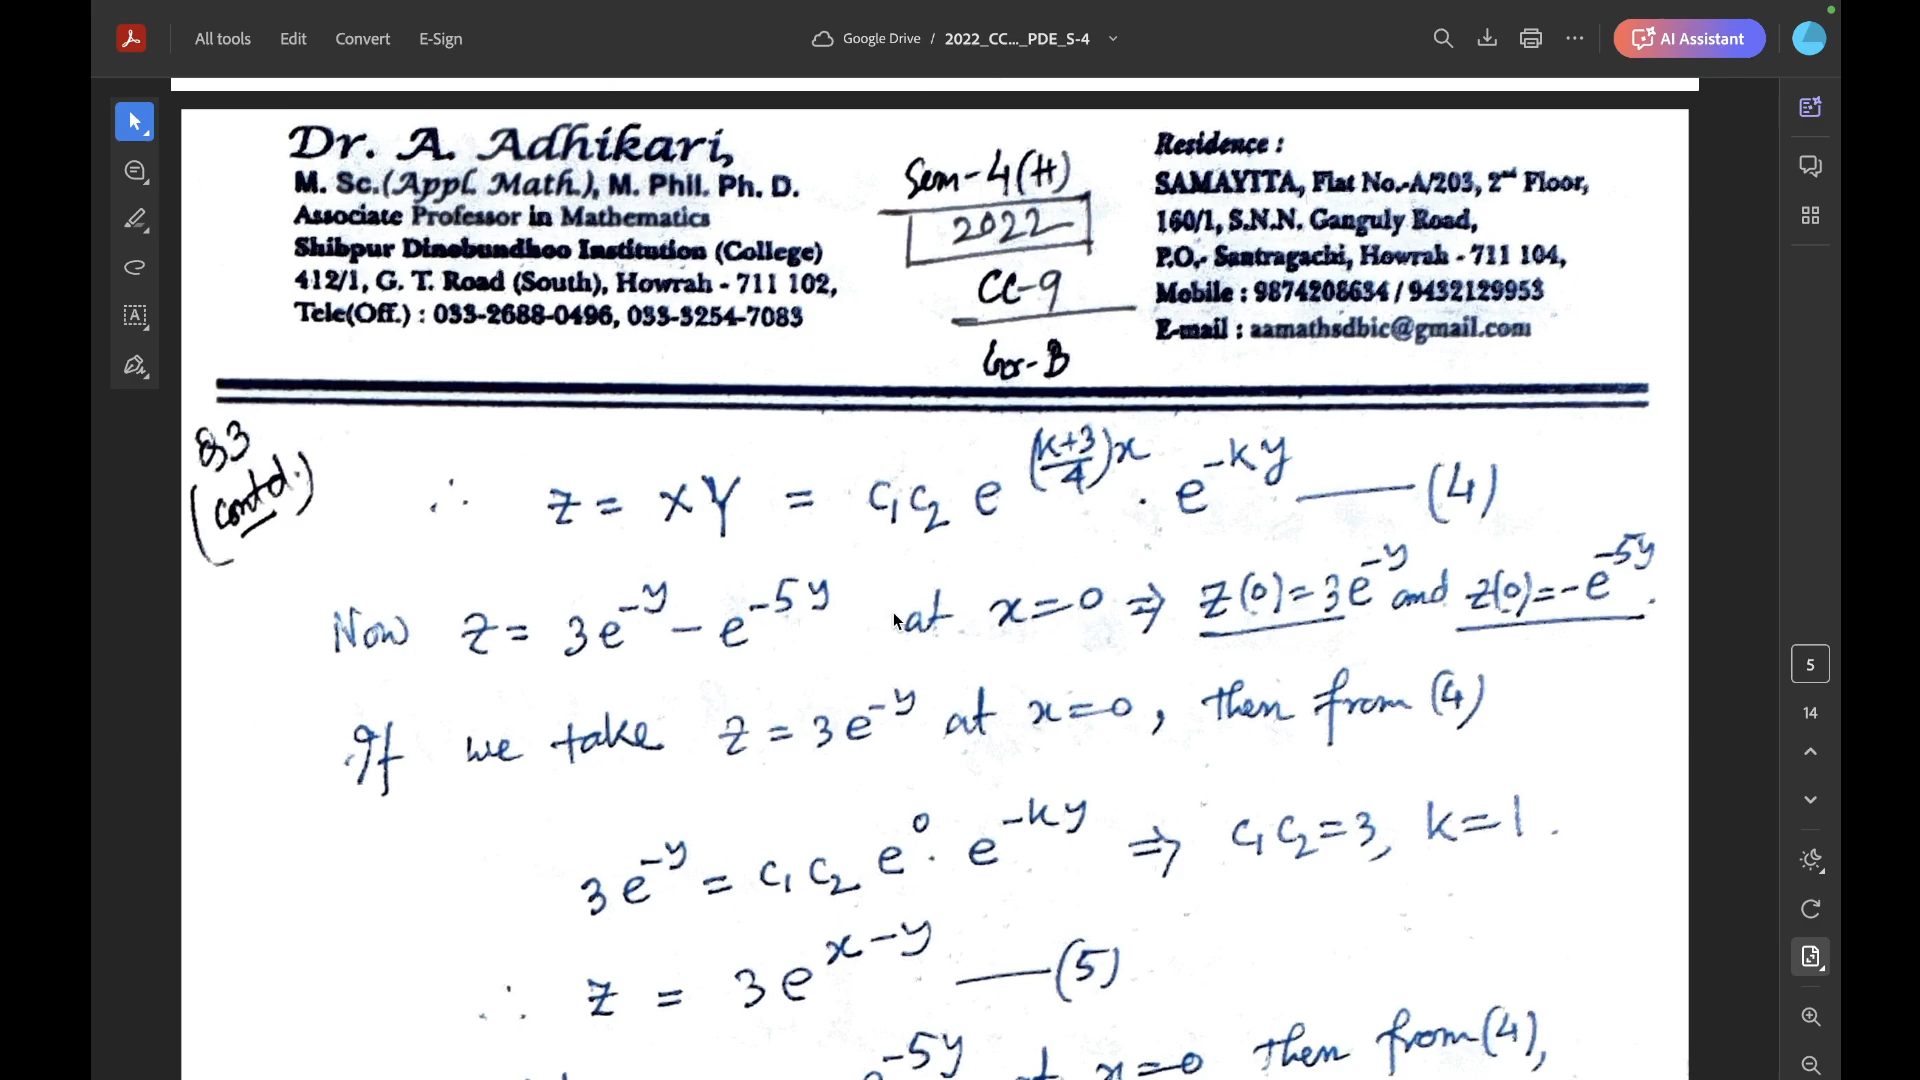 All tools Edit Convert E-Sign Google Drive / 2022_CC..._PDE_S-4 AI Assistant
Dr. A. Adhikari,
M. Sc.(Appl. Math.), M. Phil. Ph. D.
Associate Professor in Mathematics
Shibpur Dinobundhoo Institution (College)
412/1, G. T. Road (South), Howrah - 711 102,
Tele(Off.) : 033-2688-0496, 033-3254-7083
Sem-4(H)
2022
CC-9
Gr-B
Residence :
SAMAYITA, Flat No.-A/203, 2nd Floor,
160/1, S.N.N. Ganguly Road,
P.O.- Santragachi, Howrah - 711 104,
Mobile : 9874208634 / 9432129953
E-mail : aamathsdbic@gmail.com
Q3
(contd.)
∴ z = XY = c₁c₂ e^((k+3)/4)x · e^-ky —— (4)
Now z = 3e^-y - e^-5y at x=0 ⇒ z(0)=3e^-y and z(0)=-e^-5y.
If we take z = 3e^-y at x=0, then from (4)
3e^-y = c₁c₂ e^0 · e^-ky ⇒ c₁c₂=3, k=1.
∴ z = 3e^x-y —— (5)
e^-5y at x=0 then from (4),
5
14